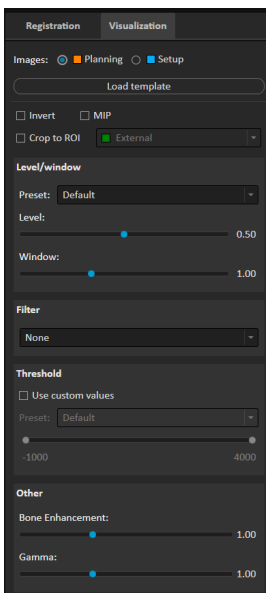 Registration Visualization
Images: Planning Setup
Load template
Invert MIP
Crop to ROI External
Level/window
Preset: Default
Level:
0.50
Window:
1.00
Filter
None
Threshold
Use custom values
Preset: Default
-1000 4000
Other
Bone Enhancement:
1.00
Gamma:
1.00